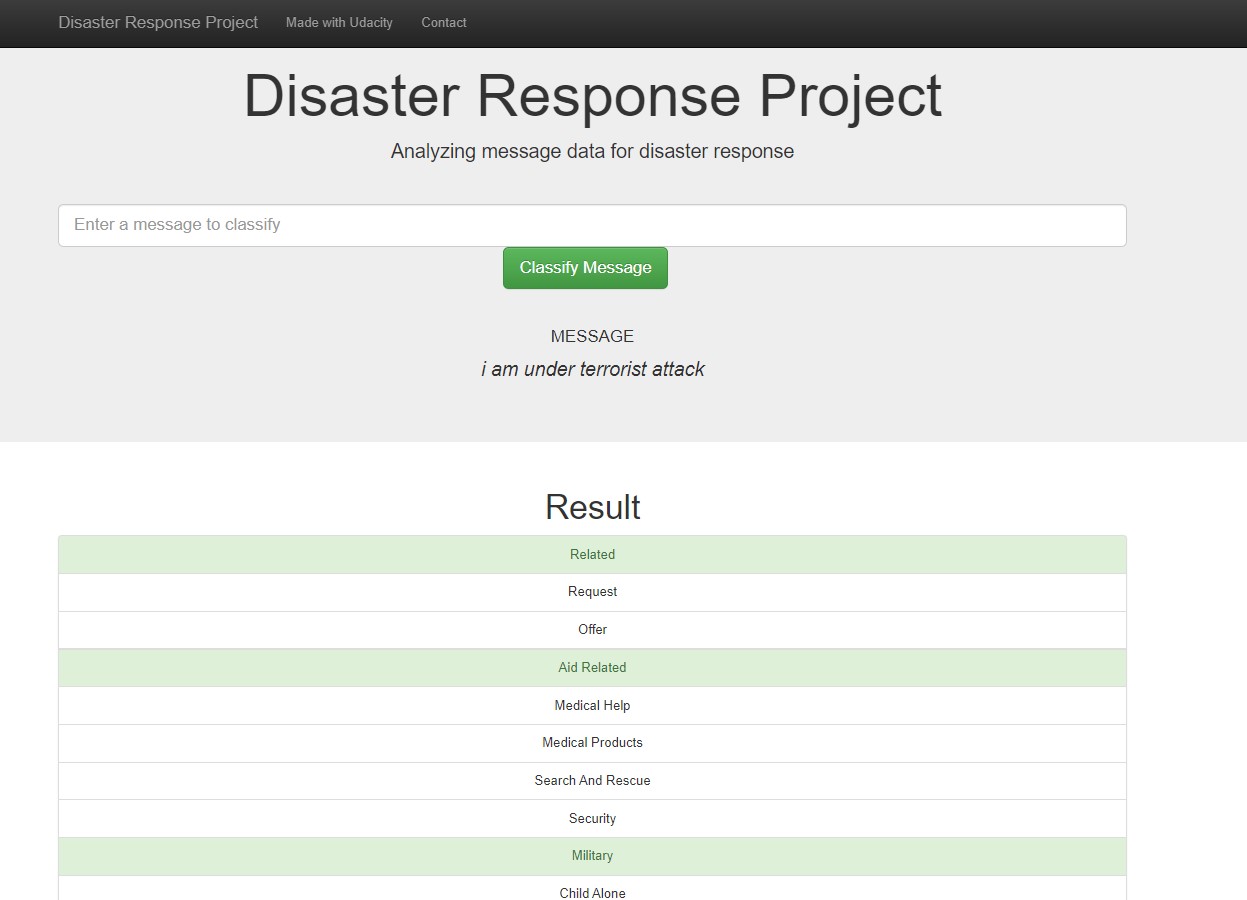 Disaster Response Project Made with Udacity Contact
Disaster Response Project
Analyzing message data for disaster response
Enter a message to classify
Classify Message
MESSAGE
i am under terrorist attack
Result
Related
Request
Offer
Aid Related
Medical Help
Medical Products
Search And Rescue
Security
Military
Child Alone